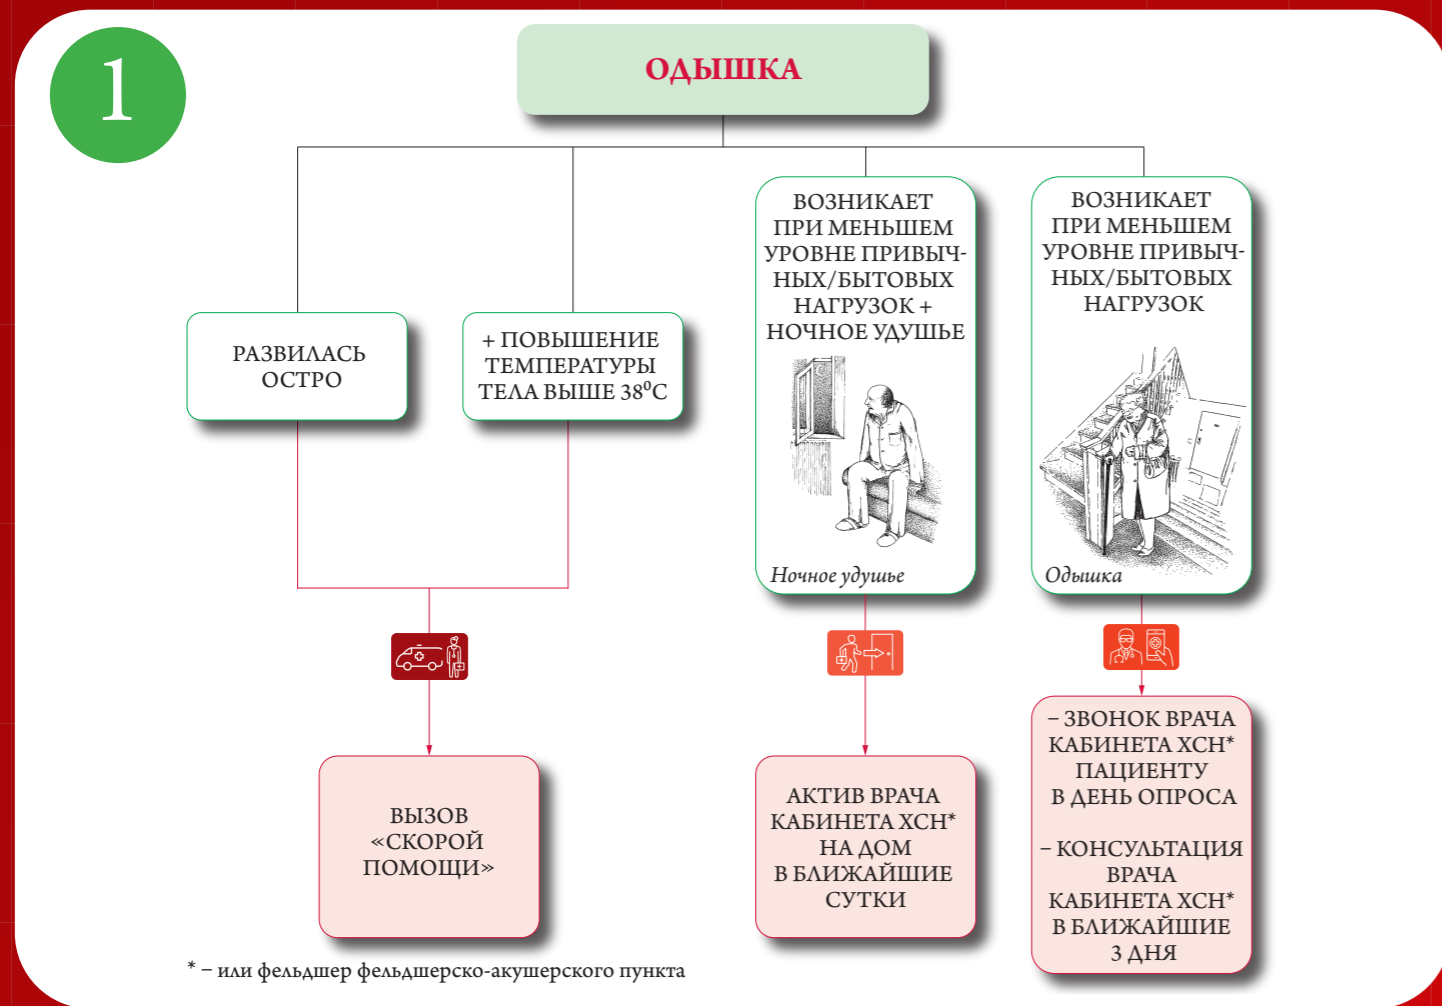 1
ОДЫШКА
РАЗВИЛАСЬ
ОСТРО
+ ПОВЫШЕНИЕ
ТЕМПЕРАТУРЫ
ТЕЛА ВЫШЕ 38⁰С
ВОЗНИКАЕТ
ПРИ МЕНЬШЕМ
УРОВНЕ ПРИВЫЧ-
НЫХ/БЫТОВЫХ
НАГРУЗОК +
НОЧНОЕ УДУШЬЕ
Ночное удушье
ВОЗНИКАЕТ
ПРИ МЕНЬШЕМ
УРОВНЕ ПРИВЫЧ-
НЫХ/БЫТОВЫХ
НАГРУЗОК
Одышка
ВЫЗОВ
«СКОРОЙ
ПОМОЩИ»
АКТИВ ВРАЧА
КАБИНЕТА ХСН*
НА ДОМ
В БЛИЖАЙШИЕ
СУТКИ
– ЗВОНОК ВРАЧА
КАБИНЕТА ХСН*
ПАЦИЕНТУ
В ДЕНЬ ОПРОСА
– КОНСУЛЬТАЦИЯ
ВРАЧА
КАБИНЕТА ХСН*
В БЛИЖАЙШИЕ
3 ДНЯ
* – или фельдшер фельдшерско-акушерского пункта